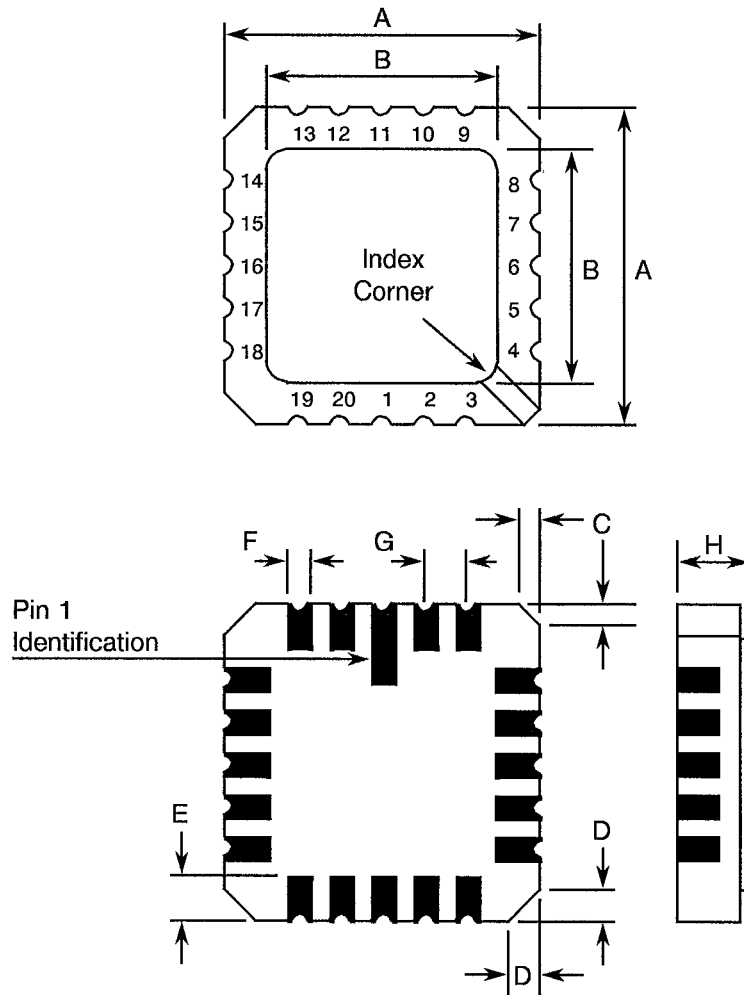 A
B
13 12 11 10 9
14 8
15 7
16 6
17 5
18 4
Index
Corner
B
A
19 20 1 2 3
F
G
C
H
Pin 1
Identification
E
D
D